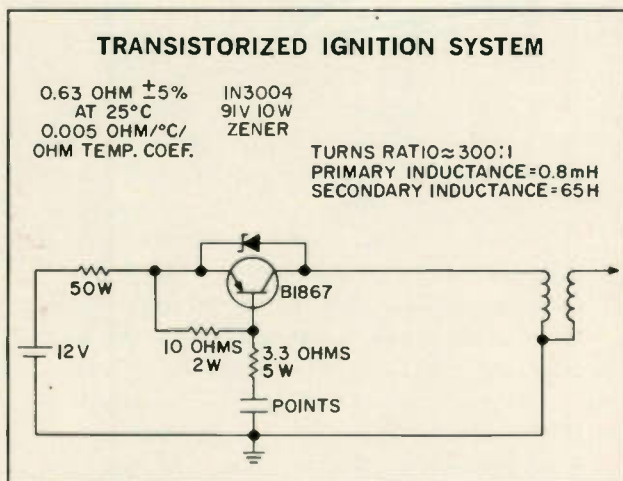 TRANSISTORIZED IGNITION SYSTEM
0.63 OHM ±5%
AT 25°C
0.005 OHM/°C/
OHM TEMP. COEF.
1N3004
91V 10W
ZENER
TURNS RATIO≈300:1
PRIMARY INDUCTANCE=0.8mH
SECONDARY INDUCTANCE=65H
50W
B1867
12V
10 OHMS
2W
3.3 OHMS
5W
POINTS